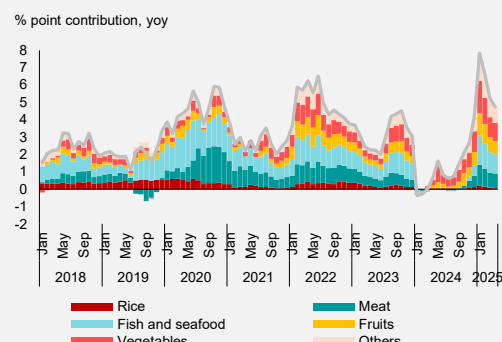 % point contribution, yoy
8
7
6
5
4
3
2
1
0
-1
-2
Jan May Sep Jan May Sep Jan May Sep Jan May Sep Jan May Sep Jan May Sep Jan May Sep Jan
2018 2019 2020 2021 2022 2023 2024 2025
Rice Meat
Fish and seafood Fruits
Vegetables Others